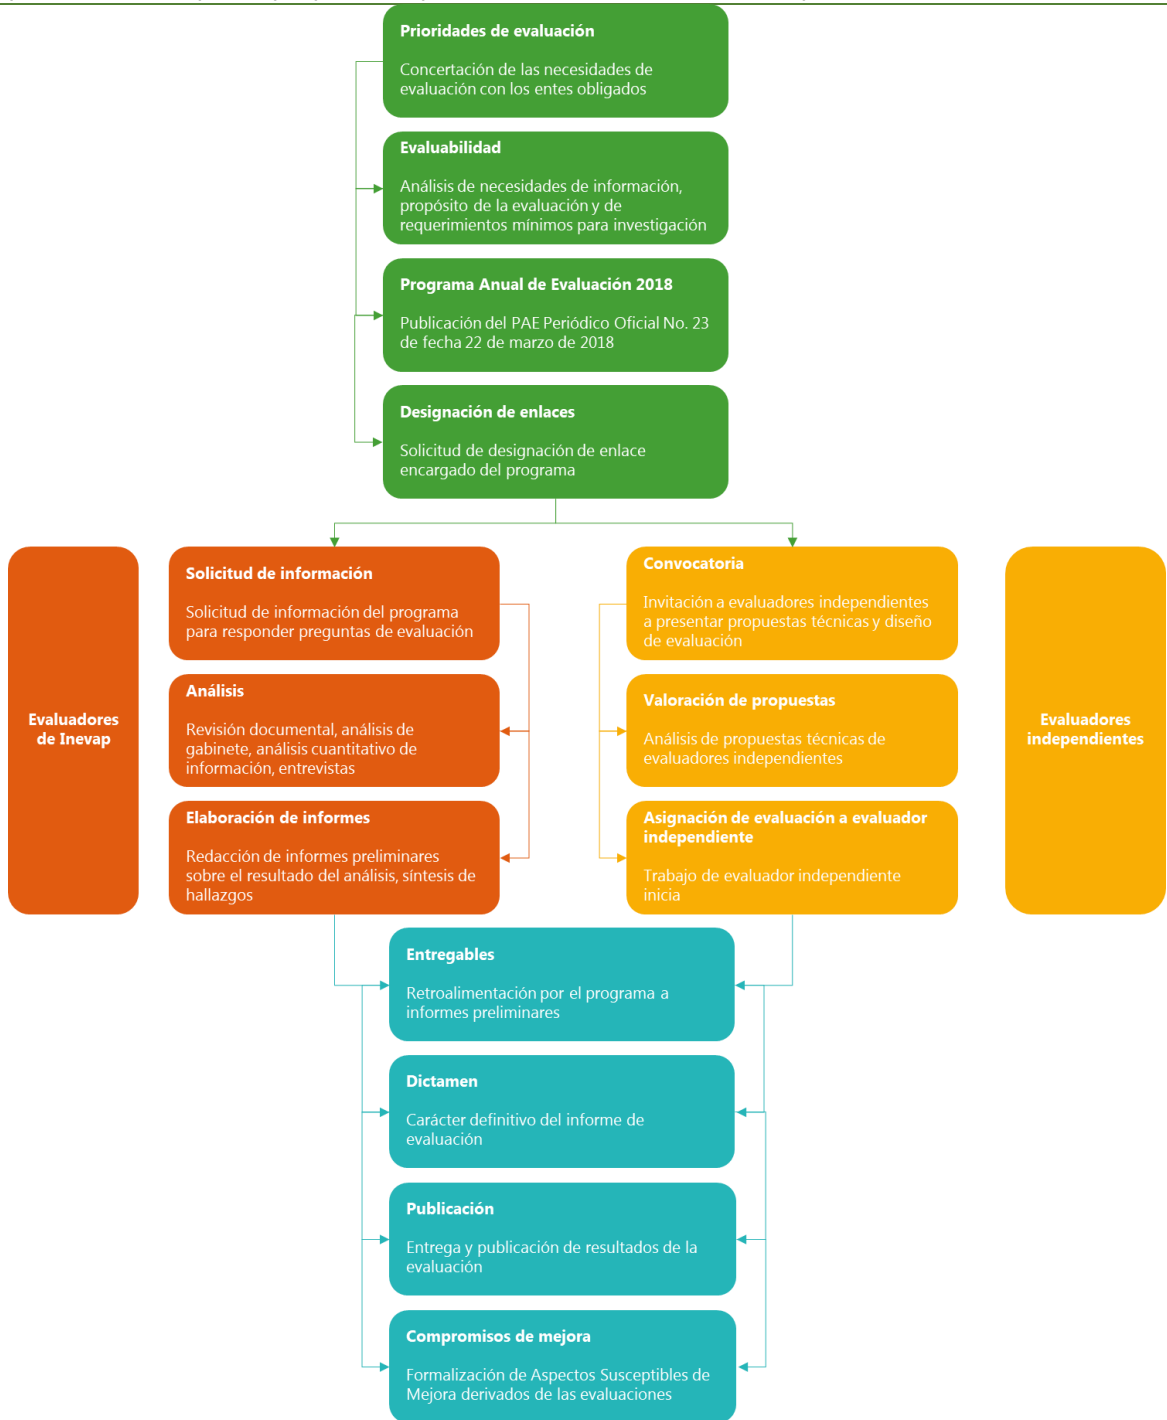 Prioridades de evaluación
Concertación de las necesidades de
evaluación con los entes obligados
Evaluabilidad
Análisis de necesidades de información,
propósito de la evaluación y de
requerimientos mínimos para investigación
Programa Anual de Evaluación 2018
Publicación del PAE Periódico Oficial No. 23
de fecha 22 de marzo de 2018
Designación de enlaces
Solicitud de designación de enlace
encargado del programa
Evaluadores
de Inevap
Solicitud de información
Solicitud de información del programa
para responder preguntas de evaluación
Análisis
Revisión documental, análisis de
gabinete, análisis cuantitativo de
información, entrevistas
Elaboración de informes
Redacción de informes preliminares
sobre el resultado del análisis, síntesis de
hallazgos
Convocatoria
Invitación a evaluadores independientes
a presentar propuestas técnicas y diseño
de evaluación
Valoración de propuestas
Análisis de propuestas técnicas de
evaluadores independientes
Asignación de evaluación a evaluador
independiente
Trabajo de evaluador independiente
inicia
Evaluadores
independientes
Entregables
Retroalimentación por el programa a
informes preliminares
Dictamen
Carácter definitivo del informe de
evaluación
Publicación
Entrega y publicación de resultados de la
evaluación
Compromisos de mejora
Formalización de Aspectos Susceptibles de
Mejora derivados de las evaluaciones